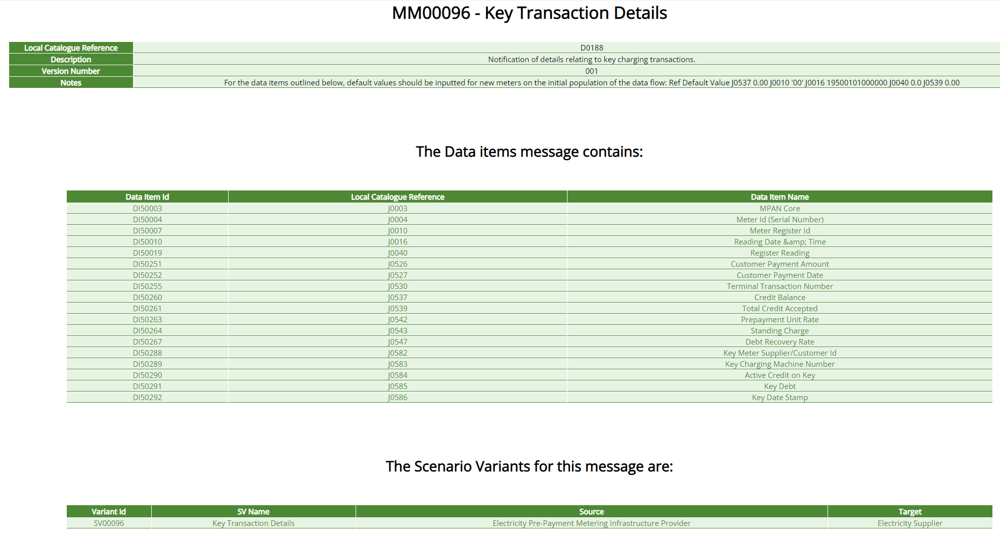 MM00096 - Key Transaction Details
Local Catalogue Reference D0188
Description Notification of details relating to key charging transactions.
Version Number 001
Notes For the data items outlined below, default values should be inputted for new meters on the initial population of the data flow: Ref Default Value J0537 0.00 J0010 '00' J0016 19500101000000 J0040 0.0 J0539 0.00
The Data items message contains:
Data Item Id Local Catalogue Reference Data Item Name
DI50003 J0003 MPAN Core
DI50004 J0004 Meter Id (Serial Number)
DI50007 J0010 Meter Register Id
DI50010 J0016 Reading Date &amp; Time
DI50019 J0040 Register Reading
DI50251 J0526 Customer Payment Amount
DI50252 J0527 Customer Payment Date
DI50255 J0530 Terminal Transaction Number
DI50260 J0537 Credit Balance
DI50261 J0539 Total Credit Accepted
DI50263 J0542 Prepayment Unit Rate
DI50264 J0543 Standing Charge
DI50267 J0547 Debt Recovery Rate
DI50288 J0582 Key Meter Supplier/Customer Id
DI50289 J0583 Key Charging Machine Number
DI50290 J0584 Active Credit on Key
DI50291 J0585 Key Debt
DI50292 J0586 Key Date Stamp
The Scenario Variants for this message are:
Variant Id SV Name Source Target
SV00096 Key Transaction Details Electricity Pre-Payment Metering Infrastructure Provider Electricity Supplier